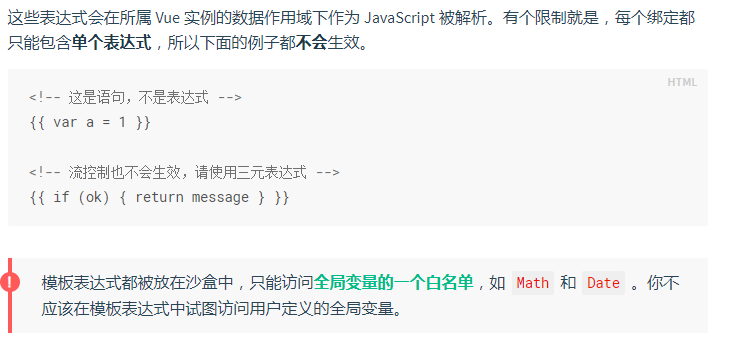 这些表达式会在所属 Vue 实例的数据作用域下作为 JavaScript 被解析。有个限制就是，每个绑定都
只能包含单个表达式，所以下面的例子都不会生效。
HTML
<!-- 这是语句，不是表达式 -->
{{ var a = 1 }}
<!-- 流控制也不会生效，请使用三元表达式 -->
{{ if (ok) { return message } }}
!
模板表达式都被放在沙盒中，只能访问全局变量的一个白名单，如 Math 和 Date 。你不
应该在模板表达式中试图访问用户定义的全局变量。